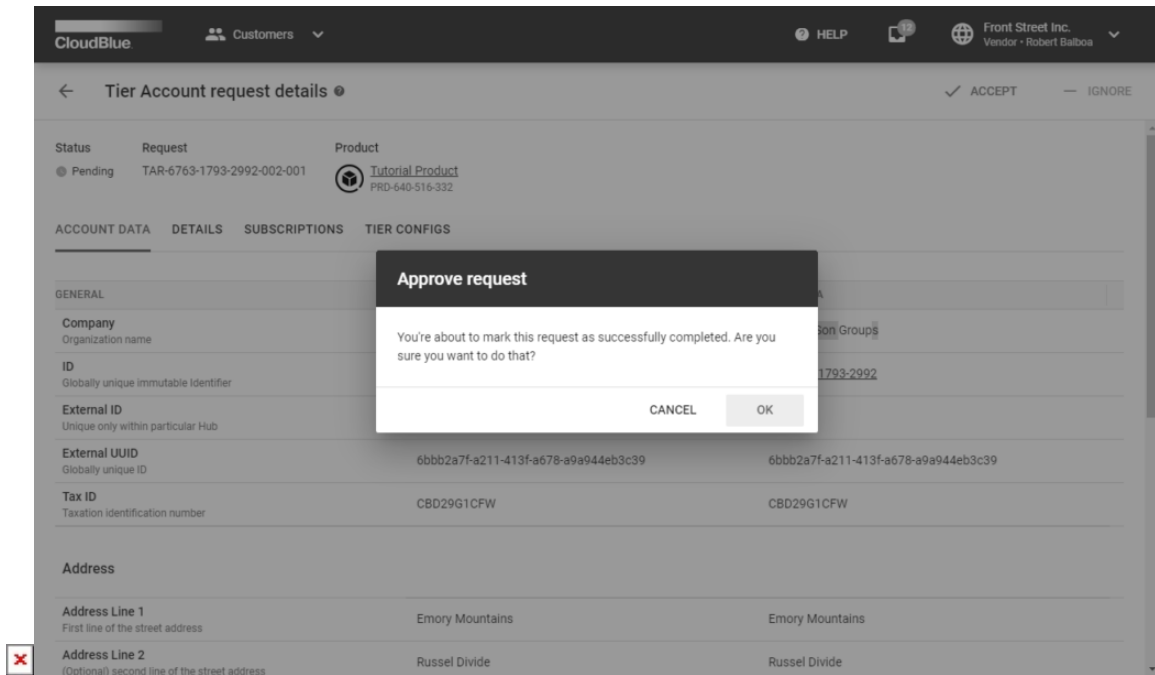 CloudBlue
Customers
HELP
12
Front Street Inc.
Vendor • Robert Balboa
Tier Account request details
ACCEPT
IGNORE
Status
Request
Product
Pending
TAR-6763-1793-2992-002-001
Tutorial Product
PRD-640-516-332
ACCOUNT DATA
DETAILS
SUBSCRIPTIONS
TIER CONFIGS
Approve request
You're about to mark this request as successfully completed. Are you
sure you want to do that?
CANCEL
OK
GENERAL
A
Company
Organization name
Son Groups
ID
Globally unique immutable Identifier
1793-2992
External ID
Unique only within particular Hub
External UUID
Globally unique ID
6bbb2a7f-a211-413f-a678-a9a944eb3c39
6bbb2a7f-a211-413f-a678-a9a944eb3c39
Tax ID
Taxation identification number
CBD29G1CFW
CBD29G1CFW
Address
Address Line 1
First line of the street address
Emory Mountains
Emory Mountains
Address Line 2
(Optional) second line of the street address
Russel Divide
Russel Divide